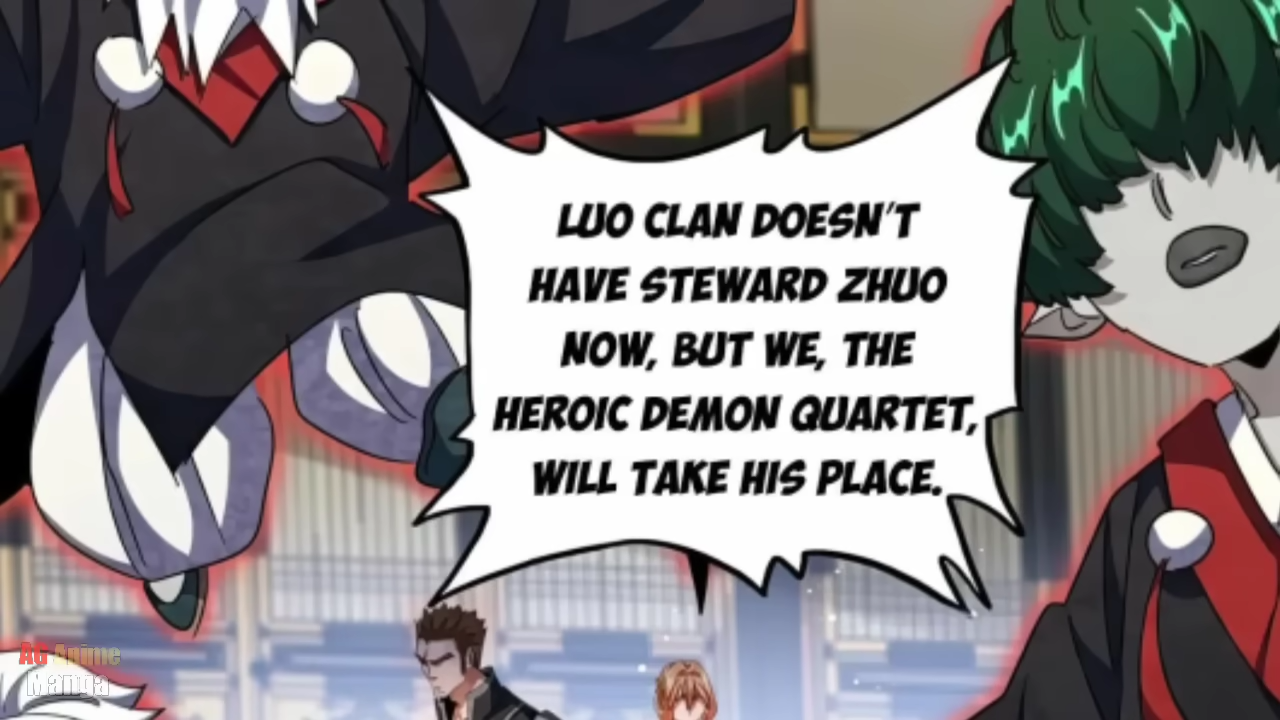 LUO CLAN DOESN'T
HAVE STEWARD ZHUO
NOW, BUT WE, THE
HEROIC DEMON QUARTET,
WILL TAKE HIS PLACE.
AG Anime
Manga